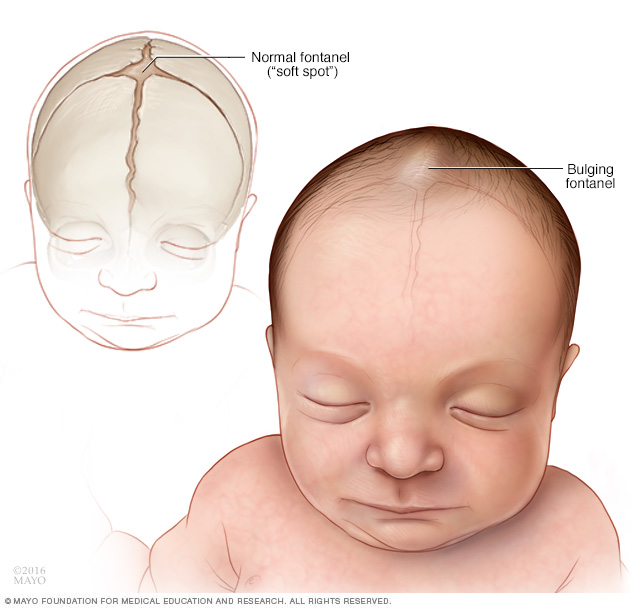 Normal fontanel
("soft spot")
Bulging
fontanel
©2016
MAYO
© MAYO FOUNDATION FOR MEDICAL EDUCATION AND RESEARCH. ALL RIGHTS RESERVED.